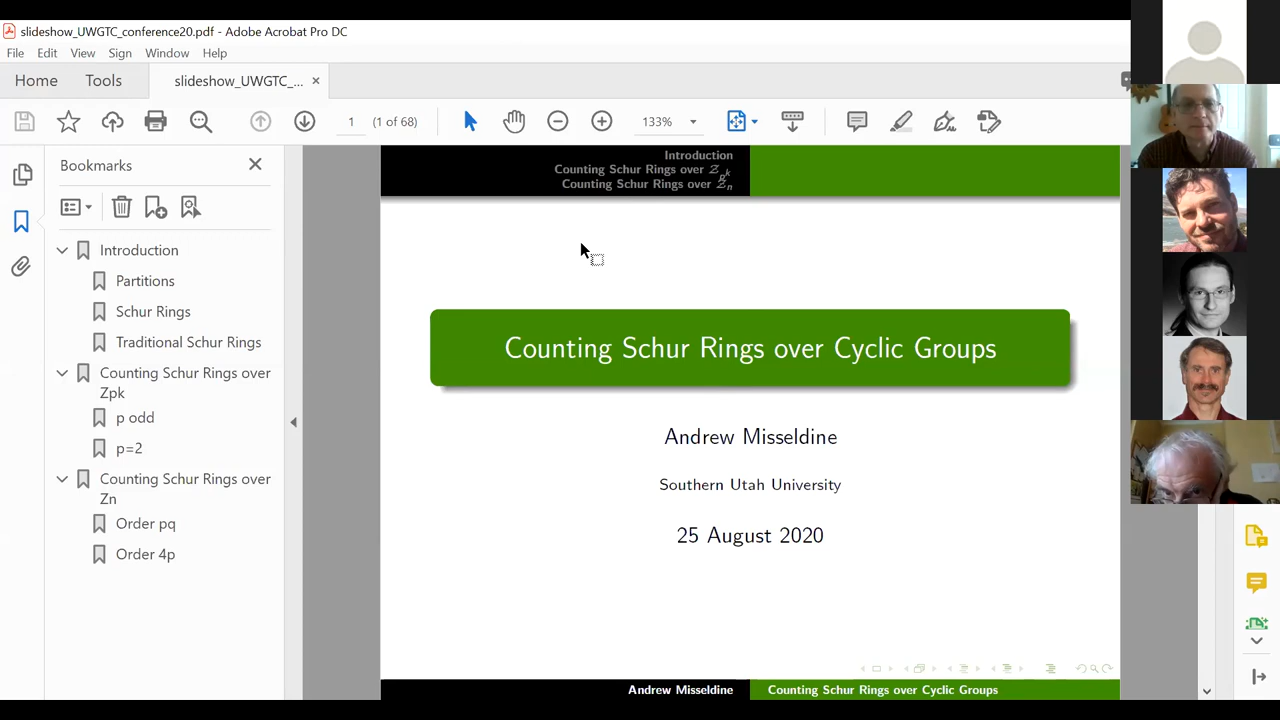 slideshow_UWGTC_conference20.pdf - Adobe Acrobat Pro DC
File Edit View Sign Window Help
Home Tools slideshow_UWGTC_... ×
1 (1 of 68) 133%
Bookmarks
Introduction
Partitions
Schur Rings
Traditional Schur Rings
Counting Schur Rings over
Zpk
p odd
p=2
Counting Schur Rings over
Zn
Order pq
Order 4p
Introduction
Counting Schur Rings over
Counting Schur Rings over
Counting Schur Rings over Cyclic Groups
Andrew Misseldine
Southern Utah University
25 August 2020
Andrew Misseldine Counting Schur Rings over Cyclic Groups